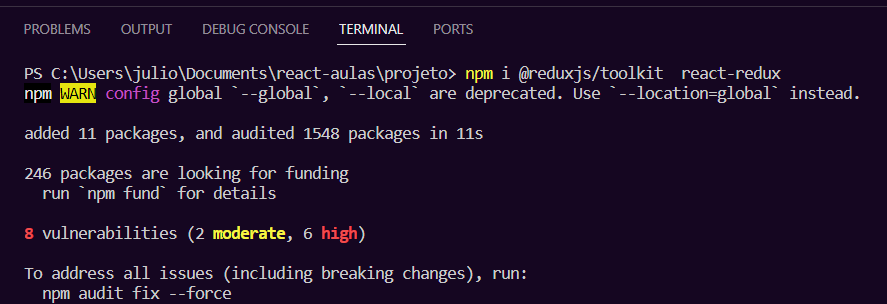 PROBLEMS OUTPUT DEBUG CONSOLE TERMINAL PORTS
PS C:\Users\julio\Documents\react-aulas\projeto> npm i @reduxjs/toolkit  react-redux
npm WARN config global `--global`, `--local` are deprecated. Use `--location=global` instead.
added 11 packages, and audited 1548 packages in 11s
246 packages are looking for funding
  run `npm fund` for details
8 vulnerabilities (2 moderate, 6 high)
To address all issues (including breaking changes), run:
  npm audit fix --force